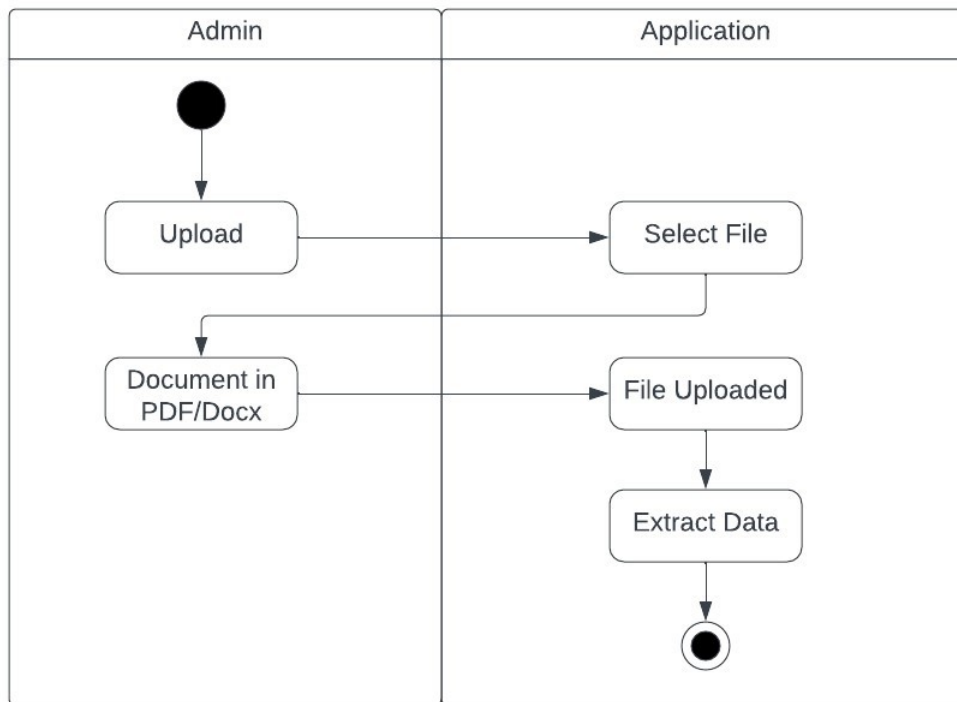 Admin
Application
Upload
Select File
Document in
PDF/Docx
File Uploaded
Extract Data